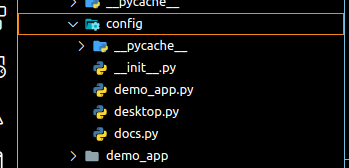 __pycache__
config
__pycache__
__init__.py
demo_app.py
desktop.py
docs.py
demo_app